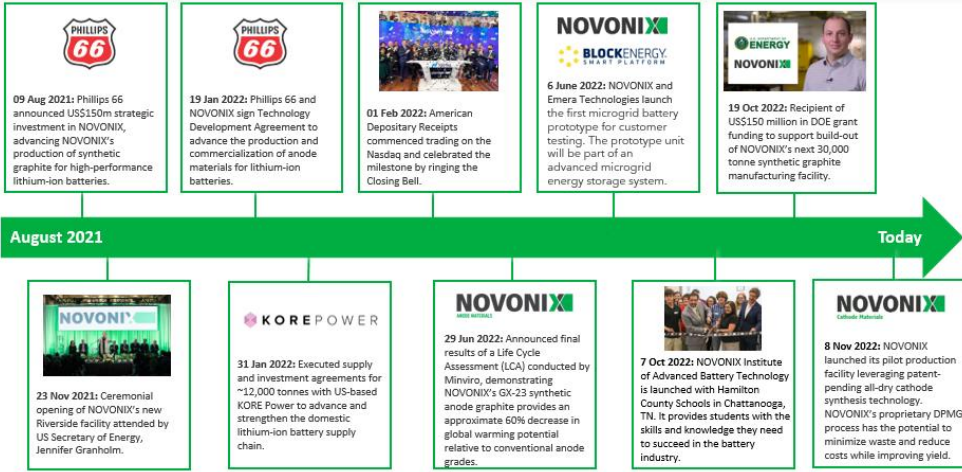 PHILLIPS
66
09 Aug 2021: Phillips 66
announced US$150m strategic
investment in NOVONIX,
advancing NOVONIX's
production of synthetic
graphite for high-performance
lithium-ion batteries.
PHILLIPS
66
19 Jan 2022: Phillips 66 and
NOVONIX sign Technology
Development Agreement to
advance the production and
commercialization of anode
materials for lithium-ion
batteries.
01 Feb 2022: American
Depositary Receipts
commenced trading on the
Nasdaq and celebrated the
milestone by ringing the
Closing Bell.
NOVONIX
BLOCKENERGY
SMART PLATFORM
6 June 2022: NOVONIX and
Emera Technologies launch
the first microgrid battery
prototype for customer
testing. The prototype unit
will be part of an
advanced microgrid
energy storage system.
U.S. DEPARTMENT OF
ENERGY
NOVONIX
19 Oct 2022: Recipient of
US$150 million in DOE grant
funding to support build-out
of NOVONIX's next 30,000
tonne synthetic graphite
manufacturing facility.
August 2021
Today
NOVONIX
23 Nov 2021: Ceremonial
opening of NOVONIX's new
Riverside facility attended by
US Secretary of Energy,
Jennifer Granholm.
KOREPOWER
31 Jan 2022: Executed supply
and investment agreements for
~12,000 tonnes with US-based
KORE Power to advance and
strengthen the domestic
lithium-ion battery supply
chain.
NOVONIX
ANODE MATERIALS
29 Jun 2022: Announced final
results of a Life Cycle
Assessment (LCA) conducted by
Minviro, demonstrating
NOVONIX's GX-23 synthetic
anode graphite provides an
approximate 60% decrease in
global warming potential
relative to conventional anode
grades.
7 Oct 2022: NOVONIX Institute
of Advanced Battery Technology
is launched with Hamilton
County Schools in Chattanooga,
TN. It provides students with the
skills and knowledge they need
to succeed in the battery
industry.
NOVONIX
Cathode Materials
8 Nov 2022: NOVONIX
launched its pilot production
facility leveraging patent-
pending all-dry cathode
synthesis technology.
NOVONIX's proprietary DPMG
process has the potential to
minimize waste and reduce
costs while improving yield.